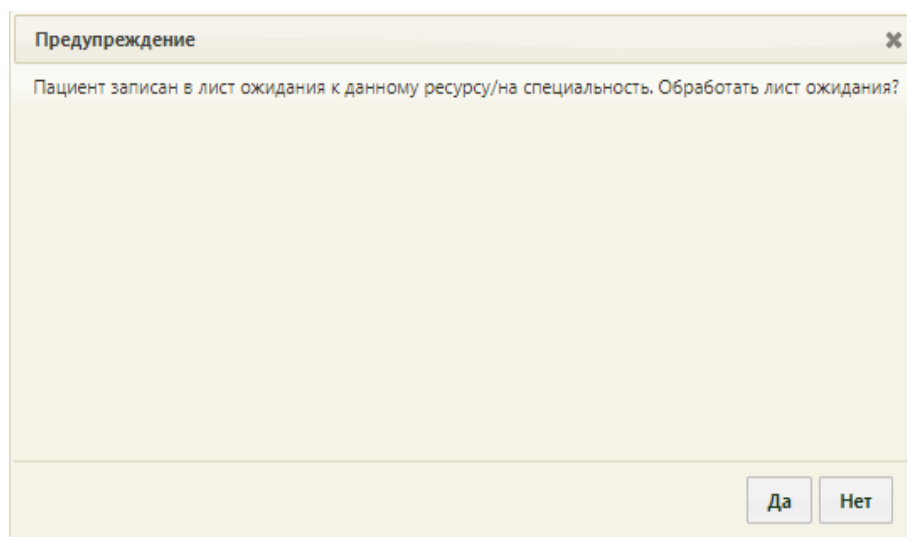 Предупреждение
Пациент записан в лист ожидания к данному ресурсу/на специальность. Обработать лист ожидания?
Да Нет